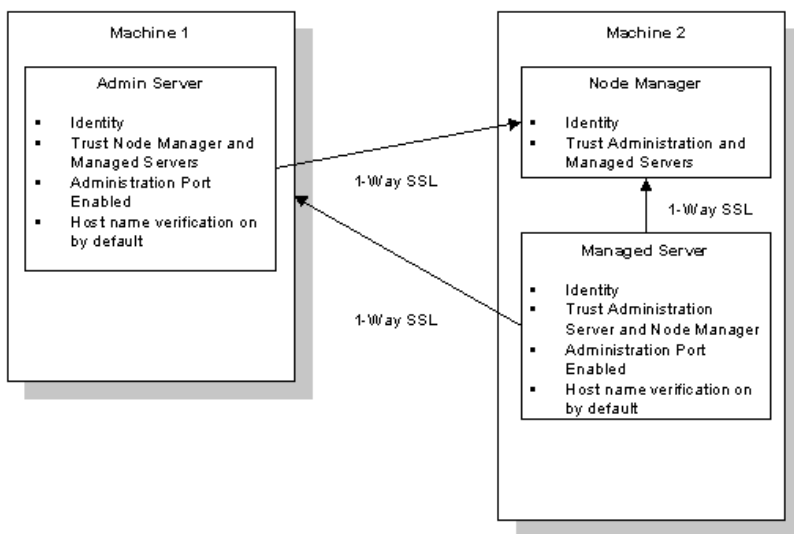 Machine 1
Admin Server
▪ Identity
▪ Trust Node Manager and
Managed Servers
▪ Administration Port
Enabled
▪ Host name verification on
by default
1-Way SSL
1-Way SSL
Machine 2
Node Manager
▪ Identity
▪ Trust Administration and
Managed Servers
1-Way SSL
Managed Server
▪ Identity
▪ Trust Administration
Server and Node Manager
▪ Administration Port
Enabled
▪ Host name verification on
by default